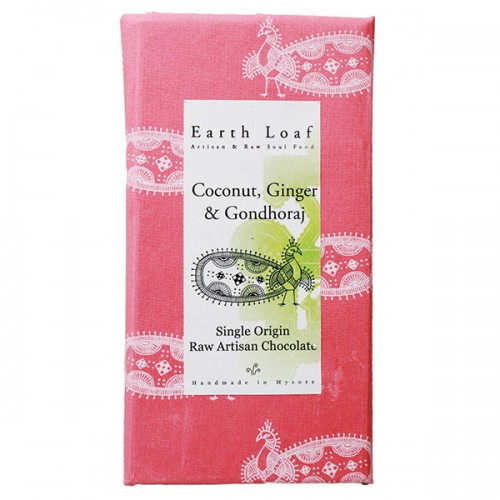 Earth Loaf
Artisan & Raw Soul Food
Coconut, Ginger
& Gondhoraj
Single Origin
Raw Artisan Chocolate
Handmade in Mysore